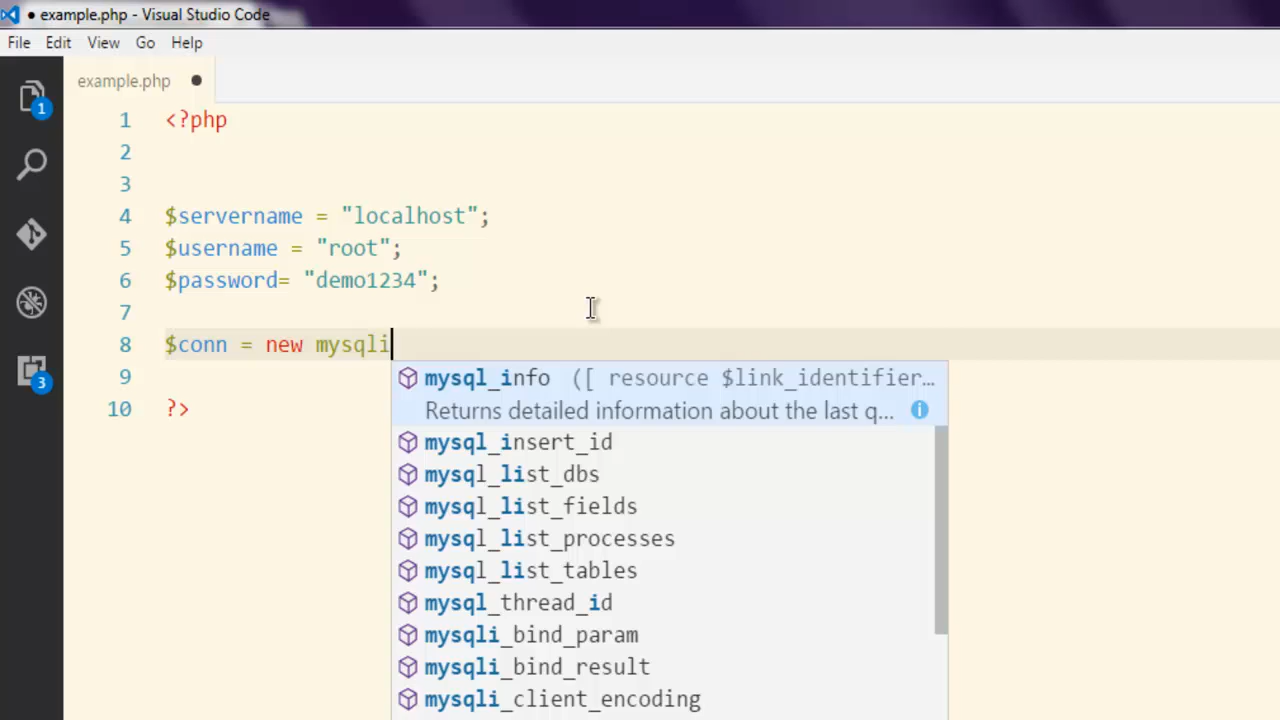 ● example.php - Visual Studio Code
File Edit View Go Help
example.php ●
1 <?php
2
3
4 $servername = "localhost";
5 $username = "root";
6 $password= "demo1234";
7
8 $conn = new mysqli
9
10 ?>
1
3
mysql_info ([ resource $link_identifier...
Returns detailed information about the last q... i
mysql_insert_id
mysql_list_dbs
mysql_list_fields
mysql_list_processes
mysql_list_tables
mysql_thread_id
mysqli_bind_param
mysqli_bind_result
mysqli_client_encoding